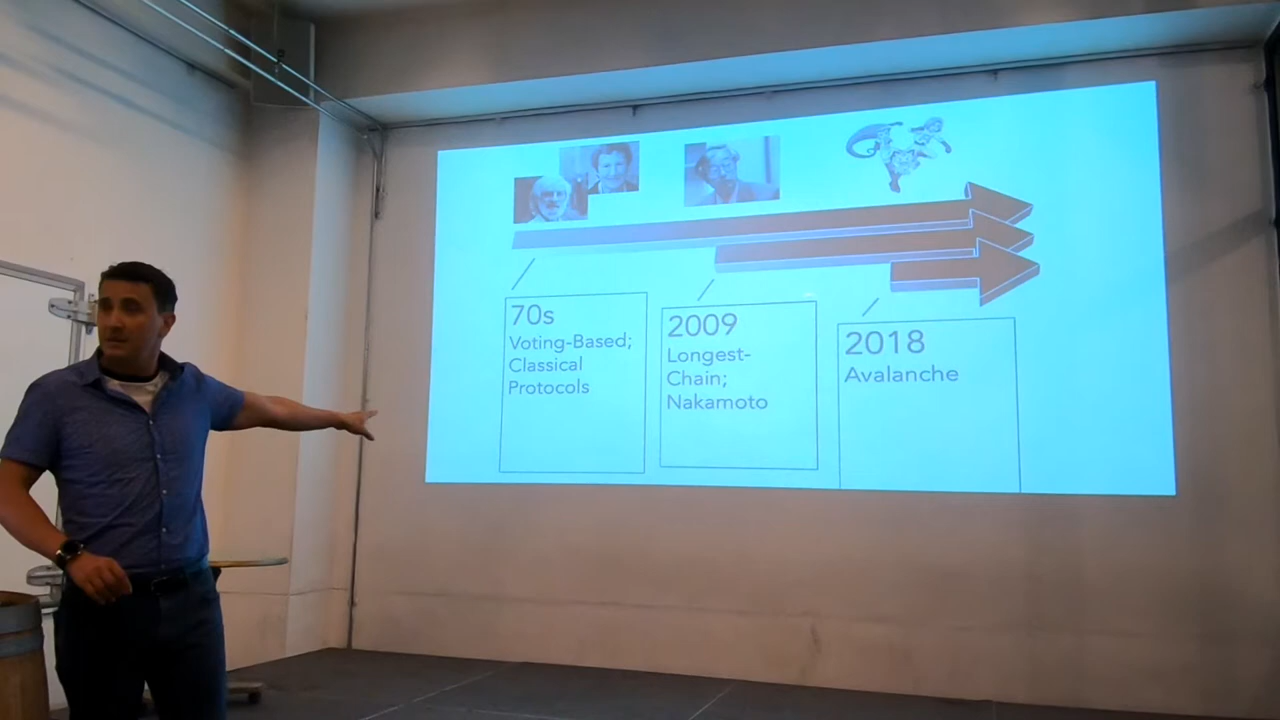 70s
Voting-Based;
Classical
Protocols
2009
Longest-
Chain;
Nakamoto
2018
Avalanche